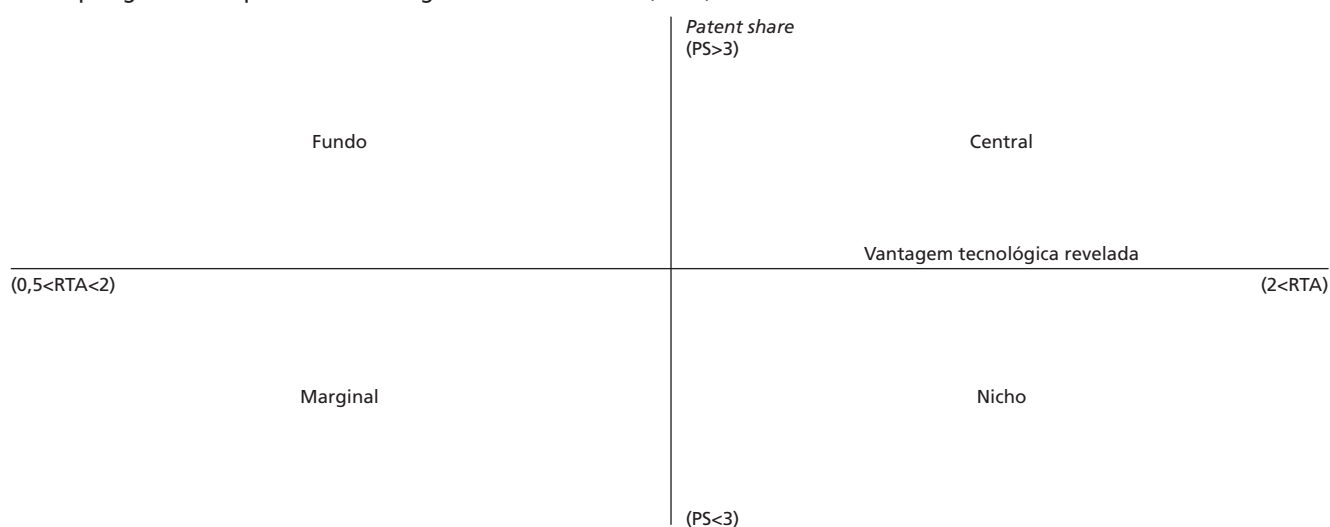 Patent share
(PS>3)
Fundo
Central
Vantagem tecnológica revelada
(0,5<RTA<2)
(2<RTA)
Marginal
Nicho
(PS<3)